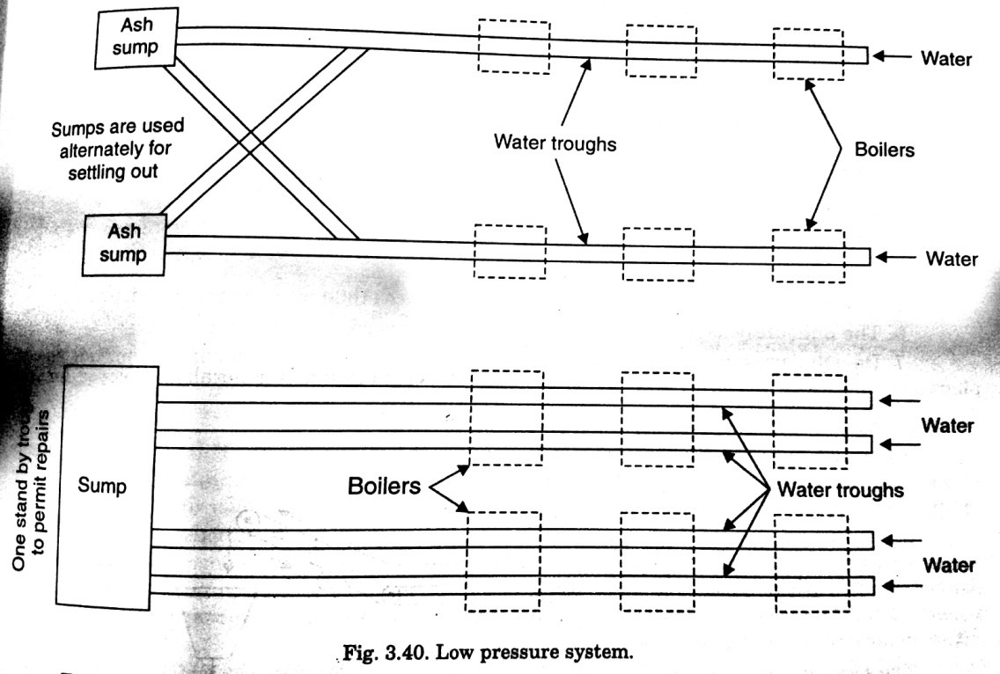 Ash
sump
Water
Sumps are used
alternately for
settling out
Water troughs
Boilers
Ash
sump
Water
One stand by
to permit repairs
Sump
Water
Boilers
Water troughs
Water
Fig. 3.40. Low pressure system.